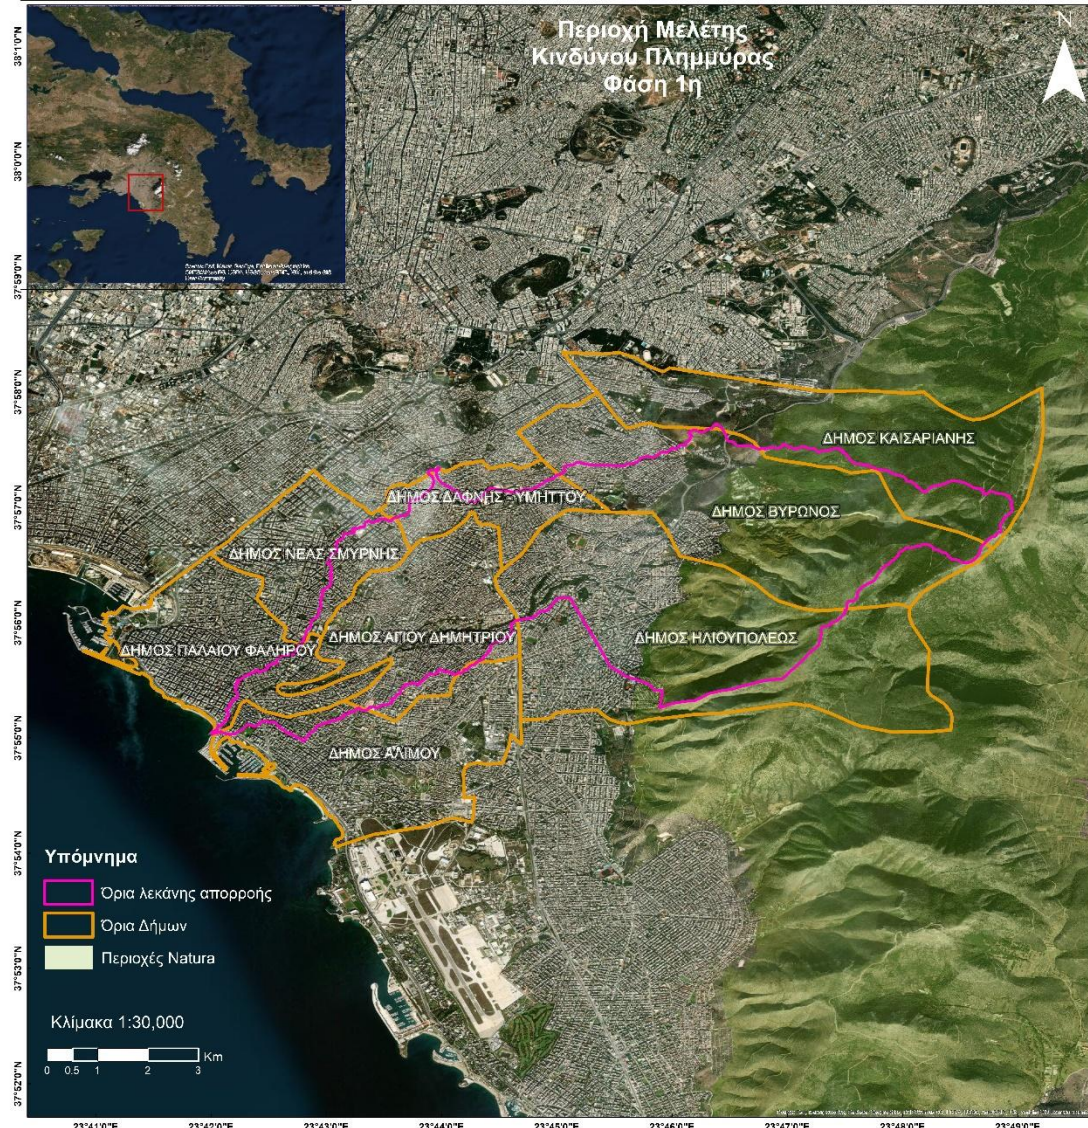 Περιοχή Μελέτης
Κινδύνου Πλημμύρας
Φάση 1η
N
38°1'0"N
38°0'0"N
37°59'0"N
37°58'0"N
37°57'0"N
37°56'0"N
37°55'0"N
37°54'0"N
37°53'0"N
37°52'0"N
ΔΗΜΟΣ ΚΑΙΣΑΡΙΑΝΗΣ
ΔΗΜΟΣ ΔΑΦΝΗΣ - ΥΜΗΤΤΟΥ
ΔΗΜΟΣ ΒΥΡΩΝΟΣ
ΔΗΜΟΣ ΝΕΑΣ ΣΜΥΡΝΗΣ
ΔΗΜΟΣ ΑΓΙΟΥ ΔΗΜΗΤΡΙΟΥ
ΔΗΜΟΣ ΗΛΙΟΥΠΟΛΕΩΣ
ΔΗΜΟΣ ΠΑΛΑΙΟΥ ΦΑΛΗΡΟΥ
ΔΗΜΟΣ ΑΛΙΜΟΥ
Υπόμνημα
Όρια λεκάνης απορροής
Όρια Δήμων
Περιοχές Natura
Κλίμακα 1:30,000
0 0.5 1 2 3 Km
23°41'0"E 23°42'0"E 23°43'0"E 23°44'0"E 23°45'0"E 23°46'0"E 23°47'0"E 23°48'0"E 23°49'0"E